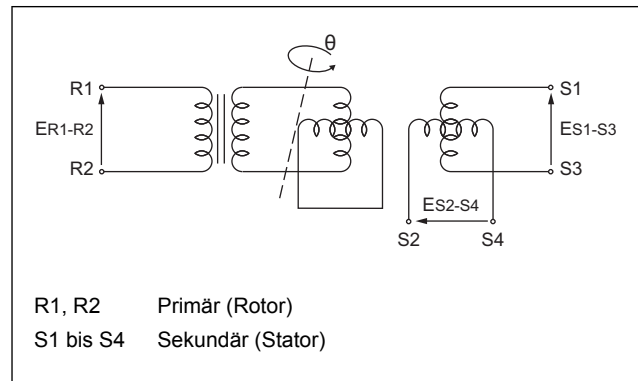 θ
R1
ER1-R2
R2
S1
ES1-S3
S3
ES2-S4
S2 S4
R1, R2 Primär (Rotor)
S1 bis S4 Sekundär (Stator)